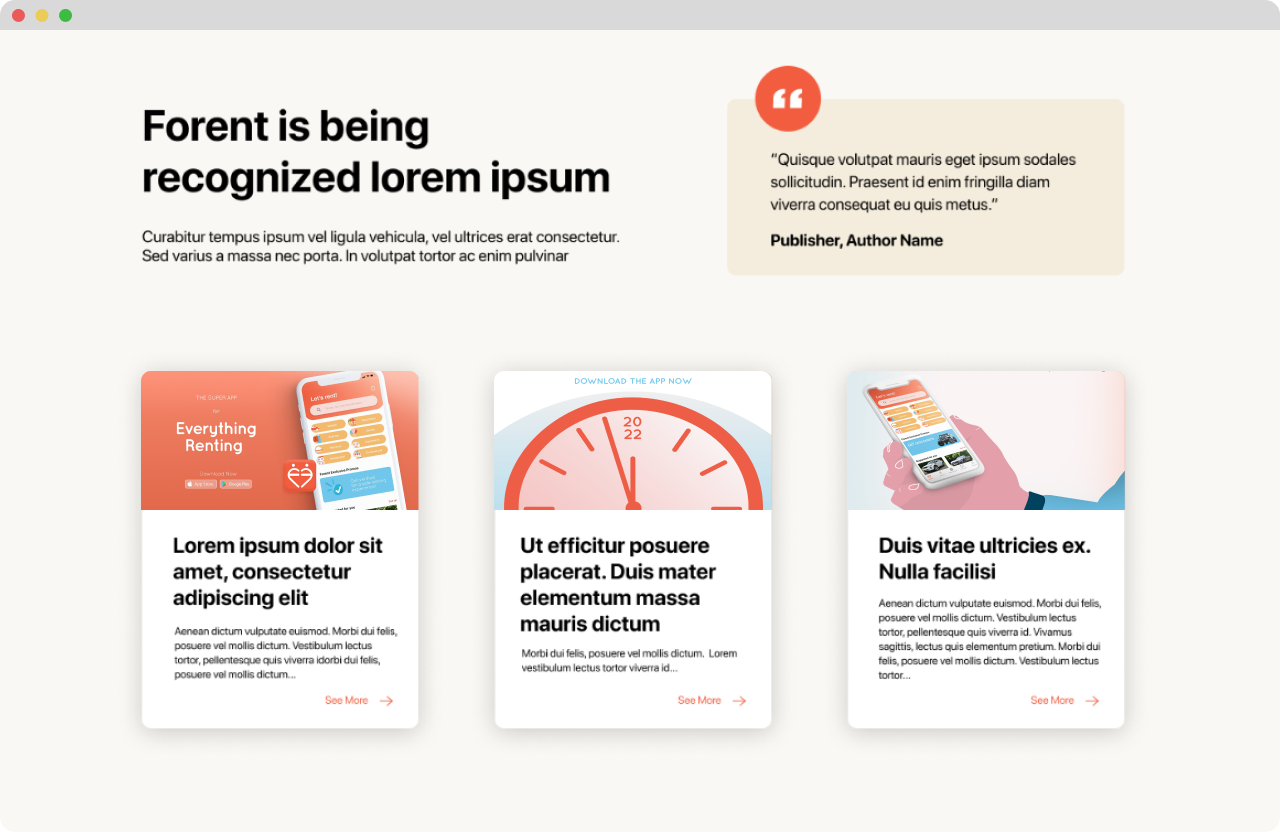 Forent is being
recognized lorem ipsum
Curabitur tempus ipsum vel ligula vehicula, vel ultrices erat consectetur.
Sed varius a massa nec porta. In volutpat tortor ac enim pulvinar
“Quisque volutpat mauris eget ipsum sodales
sollicitudin. Praesent id enim fringilla diam
viverra consequat eu quis metus.”
Publisher, Author Name
THE SUPER APP
for
Everything
Renting
Download Now
App Store
Google Play
Let's rent!
Lorem ipsum dolor sit
amet, consectetur
adipiscing elit
Aenean dictum vulputate euismod. Morbi dui felis,
posuere vel mollis dictum. Vestibulum lectus
tortor, pellentesque quis viverra idorbi dui felis,
posuere vel mollis dictum...
See More
DOWNLOAD THE APP NOW
20
22
Ut efficitur posuere
placerat. Duis mater
elementum massa
mauris dictum
Morbi dui felis, posuere vel mollis dictum.  Lorem
vestibulum lectus tortor viverra id...
See More
Duis vitae ultricies ex.
Nulla facilisi
Aenean dictum vulputate euismod. Morbi dui felis,
posuere vel mollis dictum. Vestibulum lectus
tortor, pellentesque quis viverra id. Vivamus
sagittis, lectus quis elementum pretium. Morbi dui
felis, posuere vel mollis dictum. Vestibulum lectus
tortor...
See More